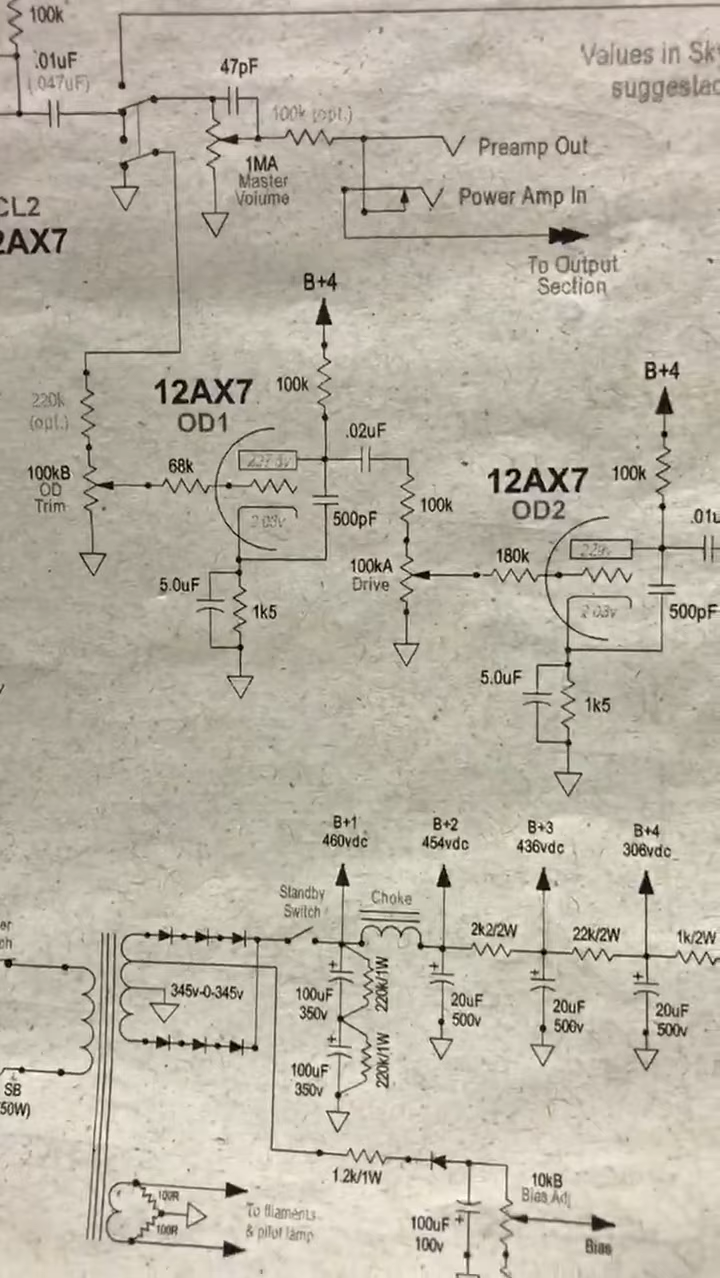 100k
.01uF
(.047uF)
47pF
Values in
100k (opt.)
Preamp Out
1MA
Master
Volume
Power Amp In
CL2
2AX7
To Output
Section
B+4
12AX7
OD1
100k
220k
(opt.)
.02uF
B+4
100kB
OD
Trim
68k
12AX7
OD2
100k
100k
500pF
2.03v
5.0uF
1k5
100kA
Drive
180k
229v
2.03v
500pF
5.0uF
1k5
B+1
460vdc
B+2
454vdc
B+3
436vdc
B+4
306vdc
Standby
Switch
Choke
2k2/2W
22k/2W
1k/2W
345v-0-345v
+
100uF
350v
220k/1W
+
20uF
500v
+
20uF
500v
+
20uF
500v
+
100uF
350v
220k/1W
SB
50W)
1.2k/1W
100R
100R
To filaments
& pilot lamp
100uF
100v
+
10kB
Bias Adj
Bias